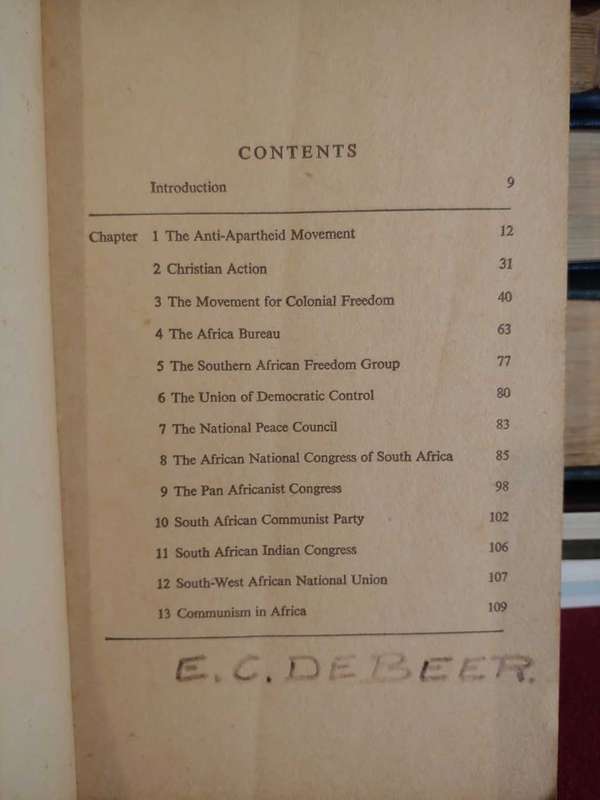 CONTENTS
Introduction 9
Chapter 1 The Anti-Apartheid Movement 12
2 Christian Action 31
3 The Movement for Colonial Freedom 40
4 The Africa Bureau 63
5 The Southern African Freedom Group 77
6 The Union of Democratic Control 80
7 The National Peace Council 83
8 The African National Congress of South Africa 85
9 The Pan Africanist Congress 98
10 South African Communist Party 102
11 South African Indian Congress 106
12 South-West African National Union 107
13 Communism in Africa 109
E. C. DE BEER.